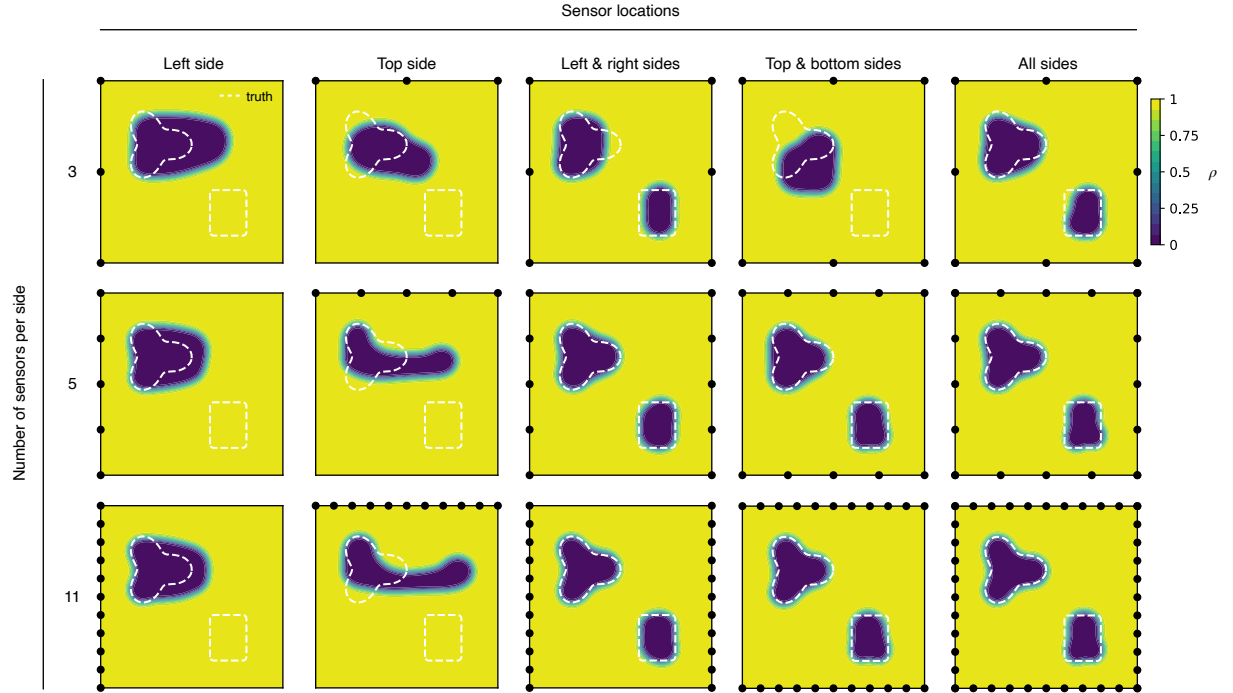 Sensor locations
Left side
Top side
Left & right sides
Top & bottom sides
All sides
truth
1
0.75
0.5
0.25
0
ρ
Number of sensors per side
3
5
11